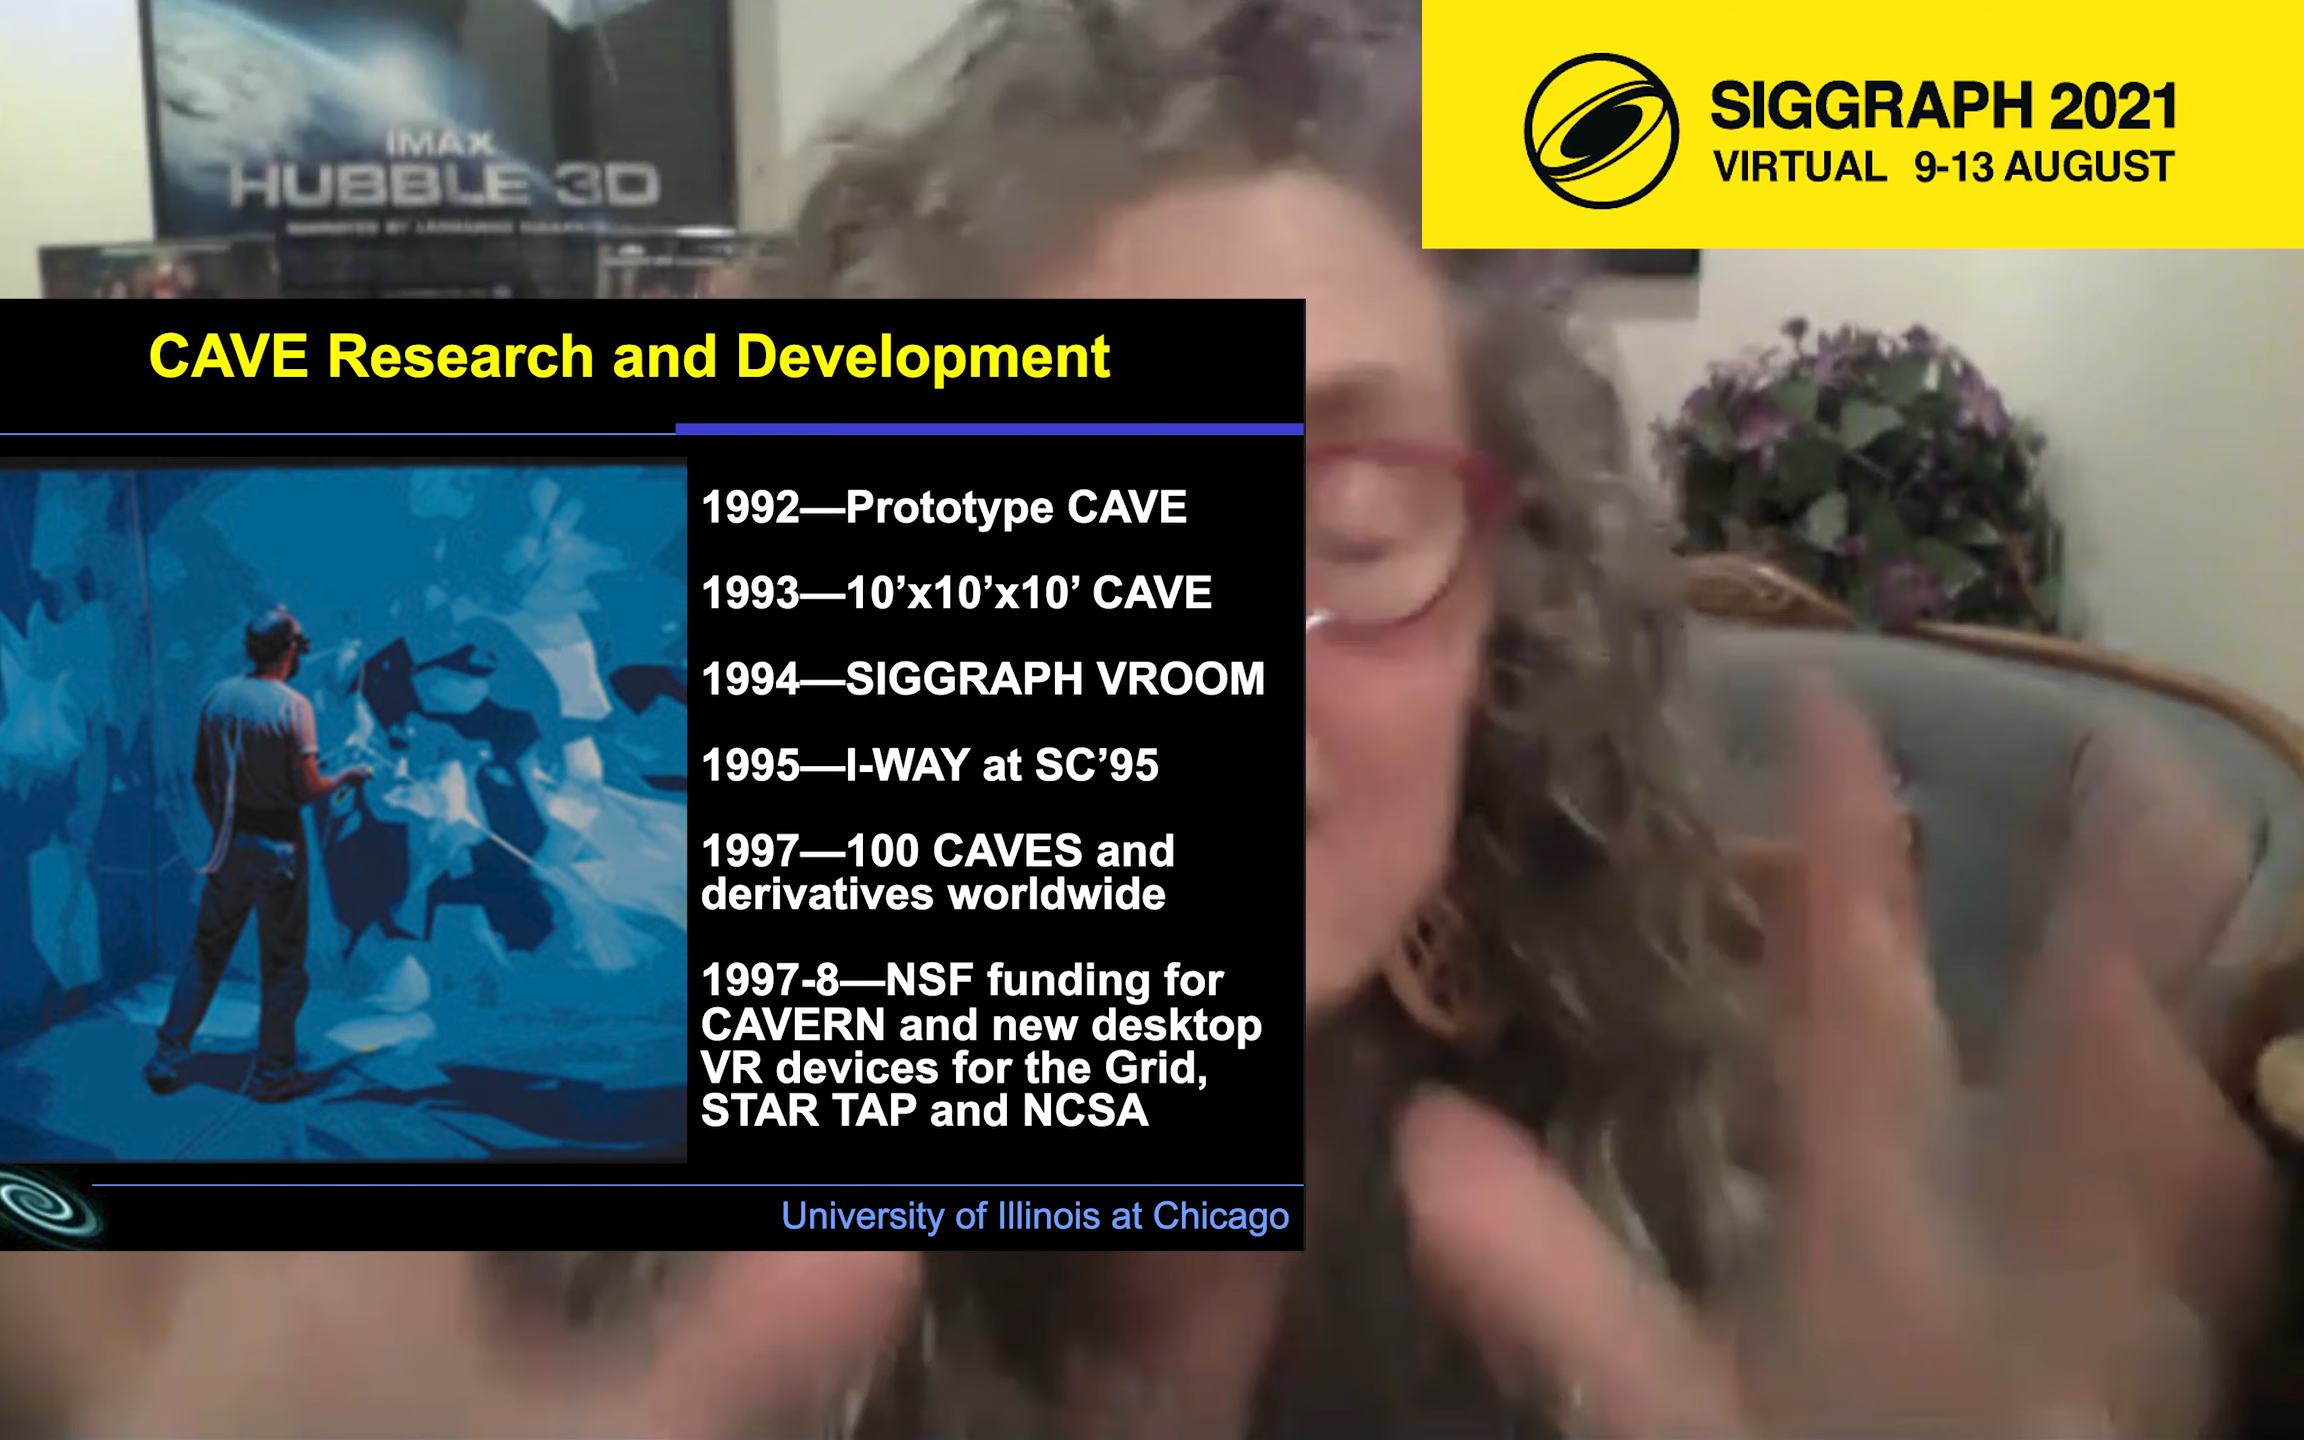 IMAX
HUBBLE 3D
SIGGRAPH 2021
VIRTUAL 9-13 AUGUST
CAVE Research and Development
1992—Prototype CAVE
1993—10’x10’x10’ CAVE
1994—SIGGRAPH VROOM
1995—I-WAY at SC’95
1997—100 CAVES and
derivatives worldwide
1997-8—NSF funding for
CAVERN and new desktop
VR devices for the Grid,
STAR TAP and NCSA
University of Illinois at Chicago